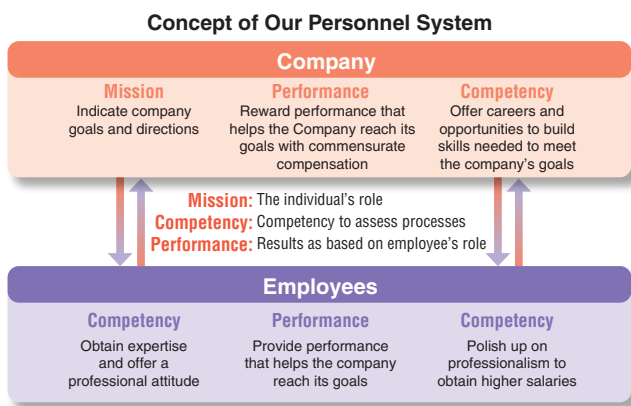 Concept of Our Personnel System
Company
Mission
Indicate company
goals and directions
Performance
Reward performance that
helps the Company reach its
goals with commensurate
compensation
Competency
Offer careers and
opportunities to build
skills needed to meet
the company's goals
Mission: The individual's role
Competency: Competency to assess processes
Performance: Results as based on employee's role
Employees
Competency
Obtain expertise
and offer a
professional attitude
Performance
Provide performance
that helps the company
reach its goals
Competency
Polish up on
professionalism to
obtain higher salaries